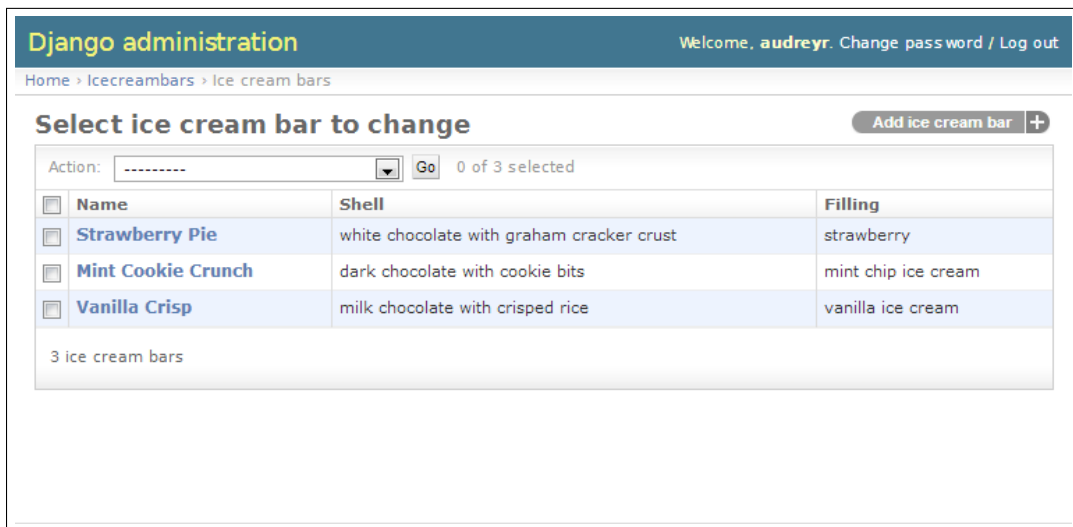 Django administration
Welcome, audreyr. Change password / Log out
Home › Icecreambars › Ice cream bars
Select ice cream bar to change
Add ice cream bar +
Action: --------- Go 0 of 3 selected
Name Shell Filling
Strawberry Pie white chocolate with graham cracker crust strawberry
Mint Cookie Crunch dark chocolate with cookie bits mint chip ice cream
Vanilla Crisp milk chocolate with crisped rice vanilla ice cream
3 ice cream bars